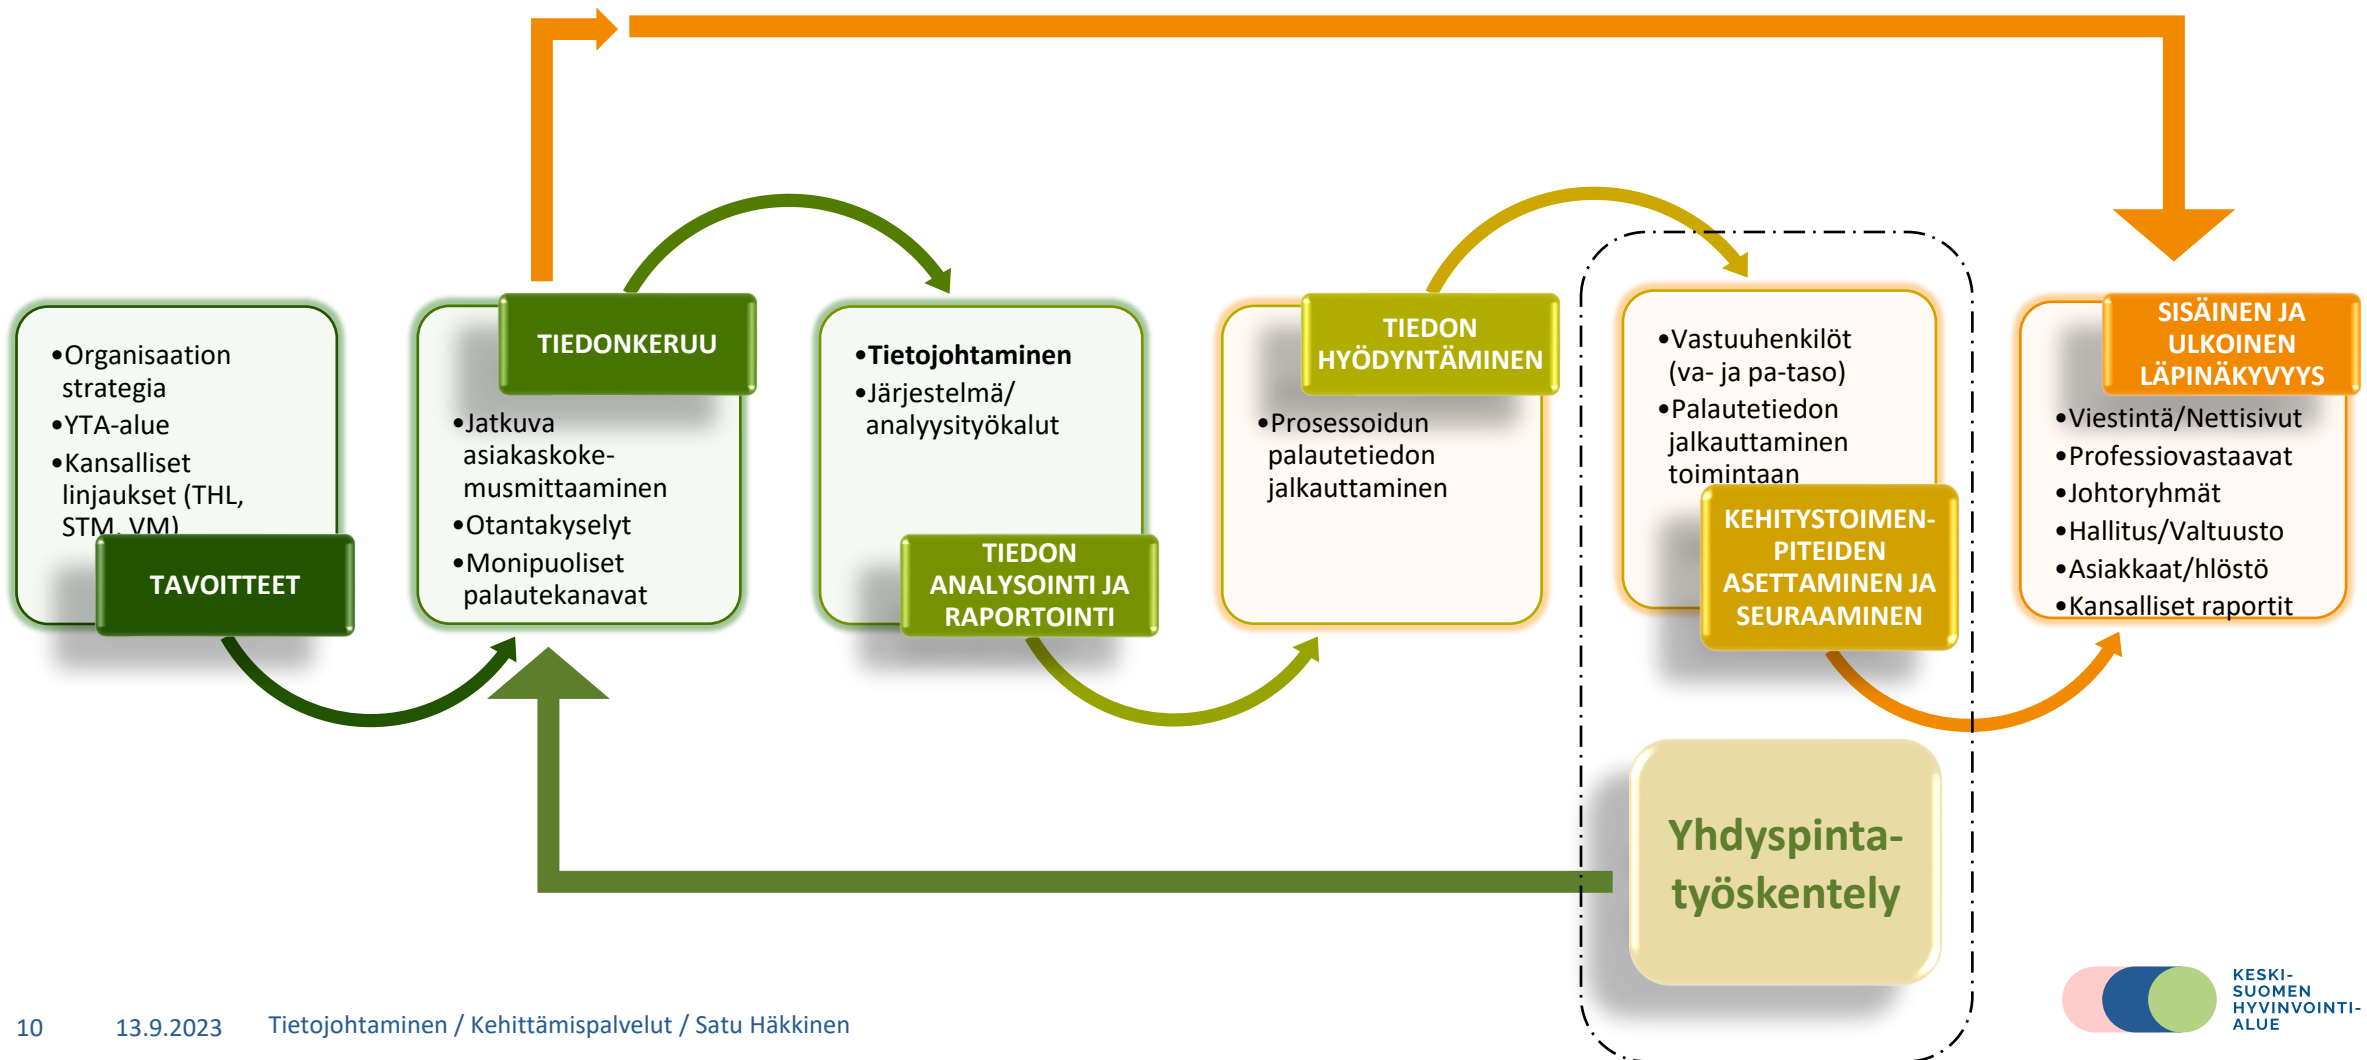 •Organisaation
strategia
•YTA-alue
•Kansalliset
linjaukset (THL,
STM, VM)
TAVOITTEET
TIEDONKERUU
•Jatkuva
asiakaskoke-
musmittaaminen
•Otantakyselyt
•Monipuoliset
palautekanavat
•Tietojohtaminen
•Järjestelmä/
analyysityökalut
TIEDON
ANALYSOINTI JA
RAPORTOINTI
TIEDON
HYÖDYNTÄMINEN
•Prosessoidun
palautetiedon
jalkauttaminen
•Vastuuhenkilöt
(va- ja pa-taso)
•Palautetiedon
jalkauttaminen
toimintaan
KEHITYSTOIMEN-
PITEIDEN
ASETTAMINEN JA
SEURAAMINEN
SISÄINEN JA
ULKOINEN
LÄPINÄKYVYYS
•Viestintä/Nettisivut
•Professiovastaavat
•Johtoryhmät
•Hallitus/Valtuusto
•Asiakkaat/hlöstö
•Kansalliset raportit
Yhdyspinta-
työskentely
10 13.9.2023 Tietojohtaminen / Kehittämispalvelut / Satu Häkkinen
KESKI-
SUOMEN
HYVINVOINTI-
ALUE